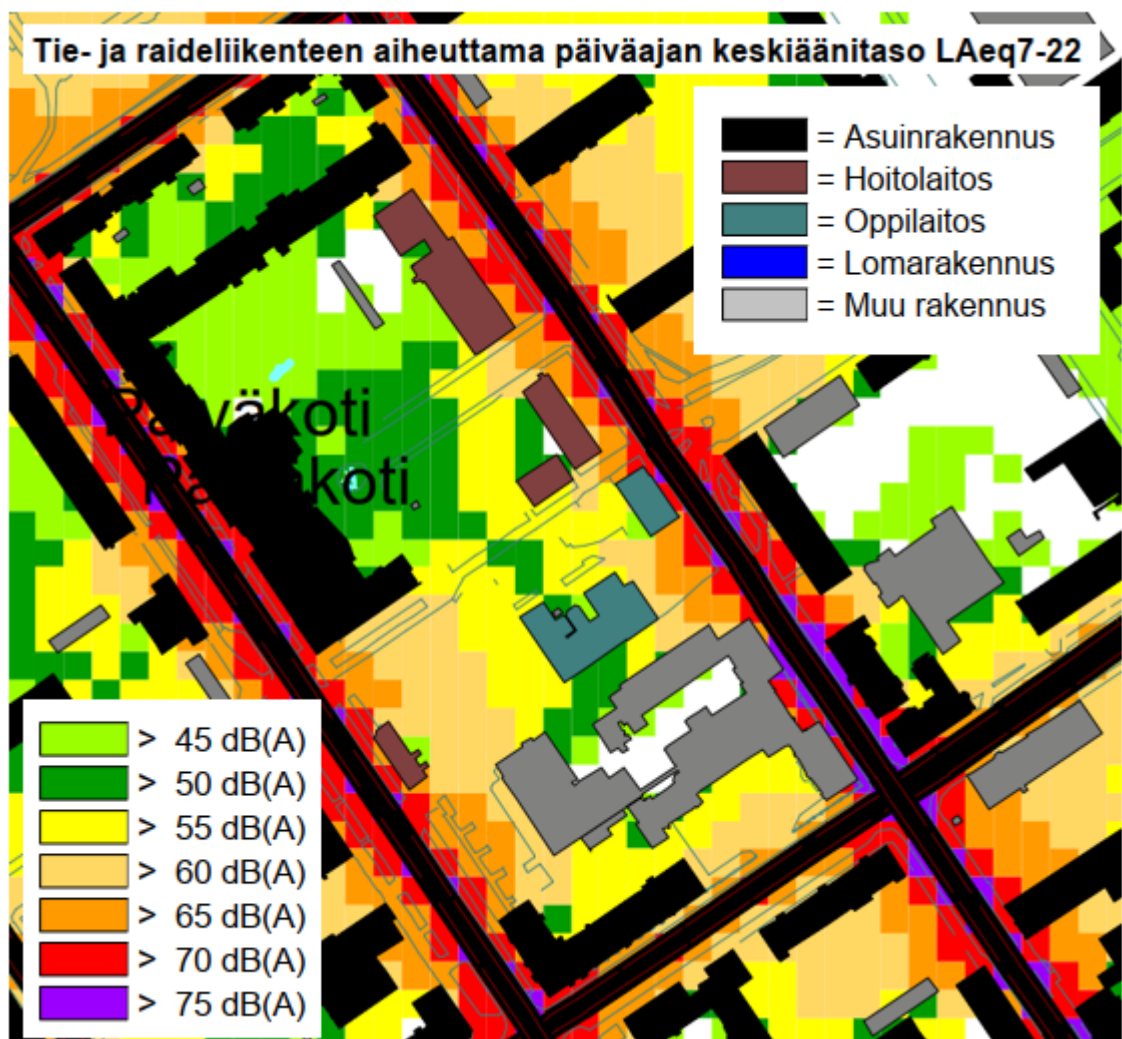 Tie- ja raideliikenteen aiheuttama päiväajan keskiäänitaso LAeq7-22
= Asuinrakennus
= Hoitolaitos
= Oppilaitos
= Lomarakennus
= Muu rakennus
> 45 dB(A)
> 50 dB(A)
> 55 dB(A)
> 60 dB(A)
> 65 dB(A)
> 70 dB(A)
> 75 dB(A)